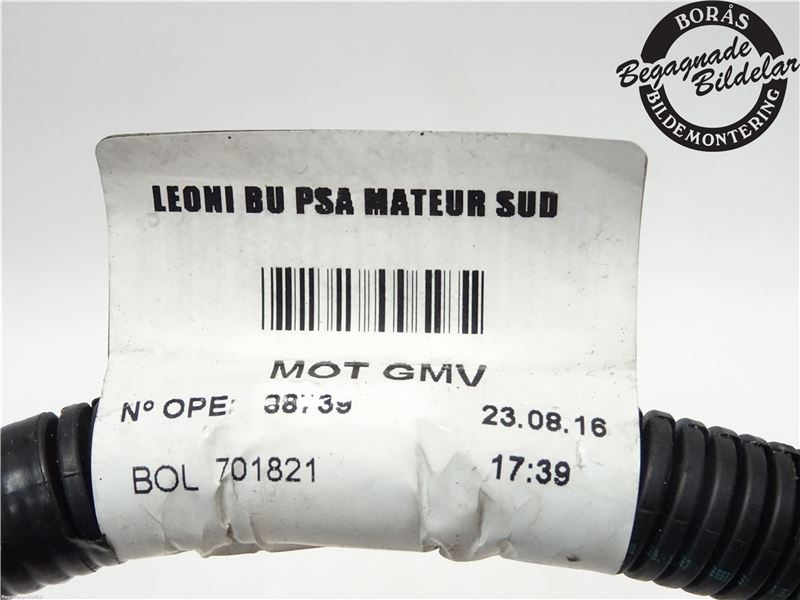 BORÅS
Begagnade
Bildelar
BILDEMONTERING
LEONI BU PSA MATEUR SUD
MOT GMV
Nº OPE: 38739
23.08.16
BOL 701821
17:39